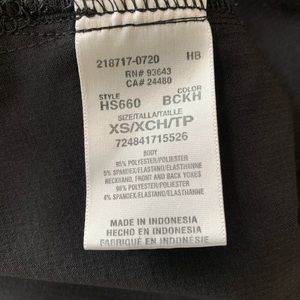 218717-0720 HB
RN# 93643
CA# 24480
STYLE COLOR
HS660 BCKH
SIZE/TALLA/TAILLE
XS/XCH/TP
724841715526
BODY
95% POLYESTER/POLIESTER
5% SPANDEX/ELASTANO/ELASTHANNE
NECKBAND, FRONT AND BACK YOKES
96% POLYESTER/POLIESTER
4% SPANDEX/ELASTANO/ELASTHANNE
MADE IN INDONESIA
HECHO EN INDONESIA
FABRIQUÉ EN INDONÉSIE